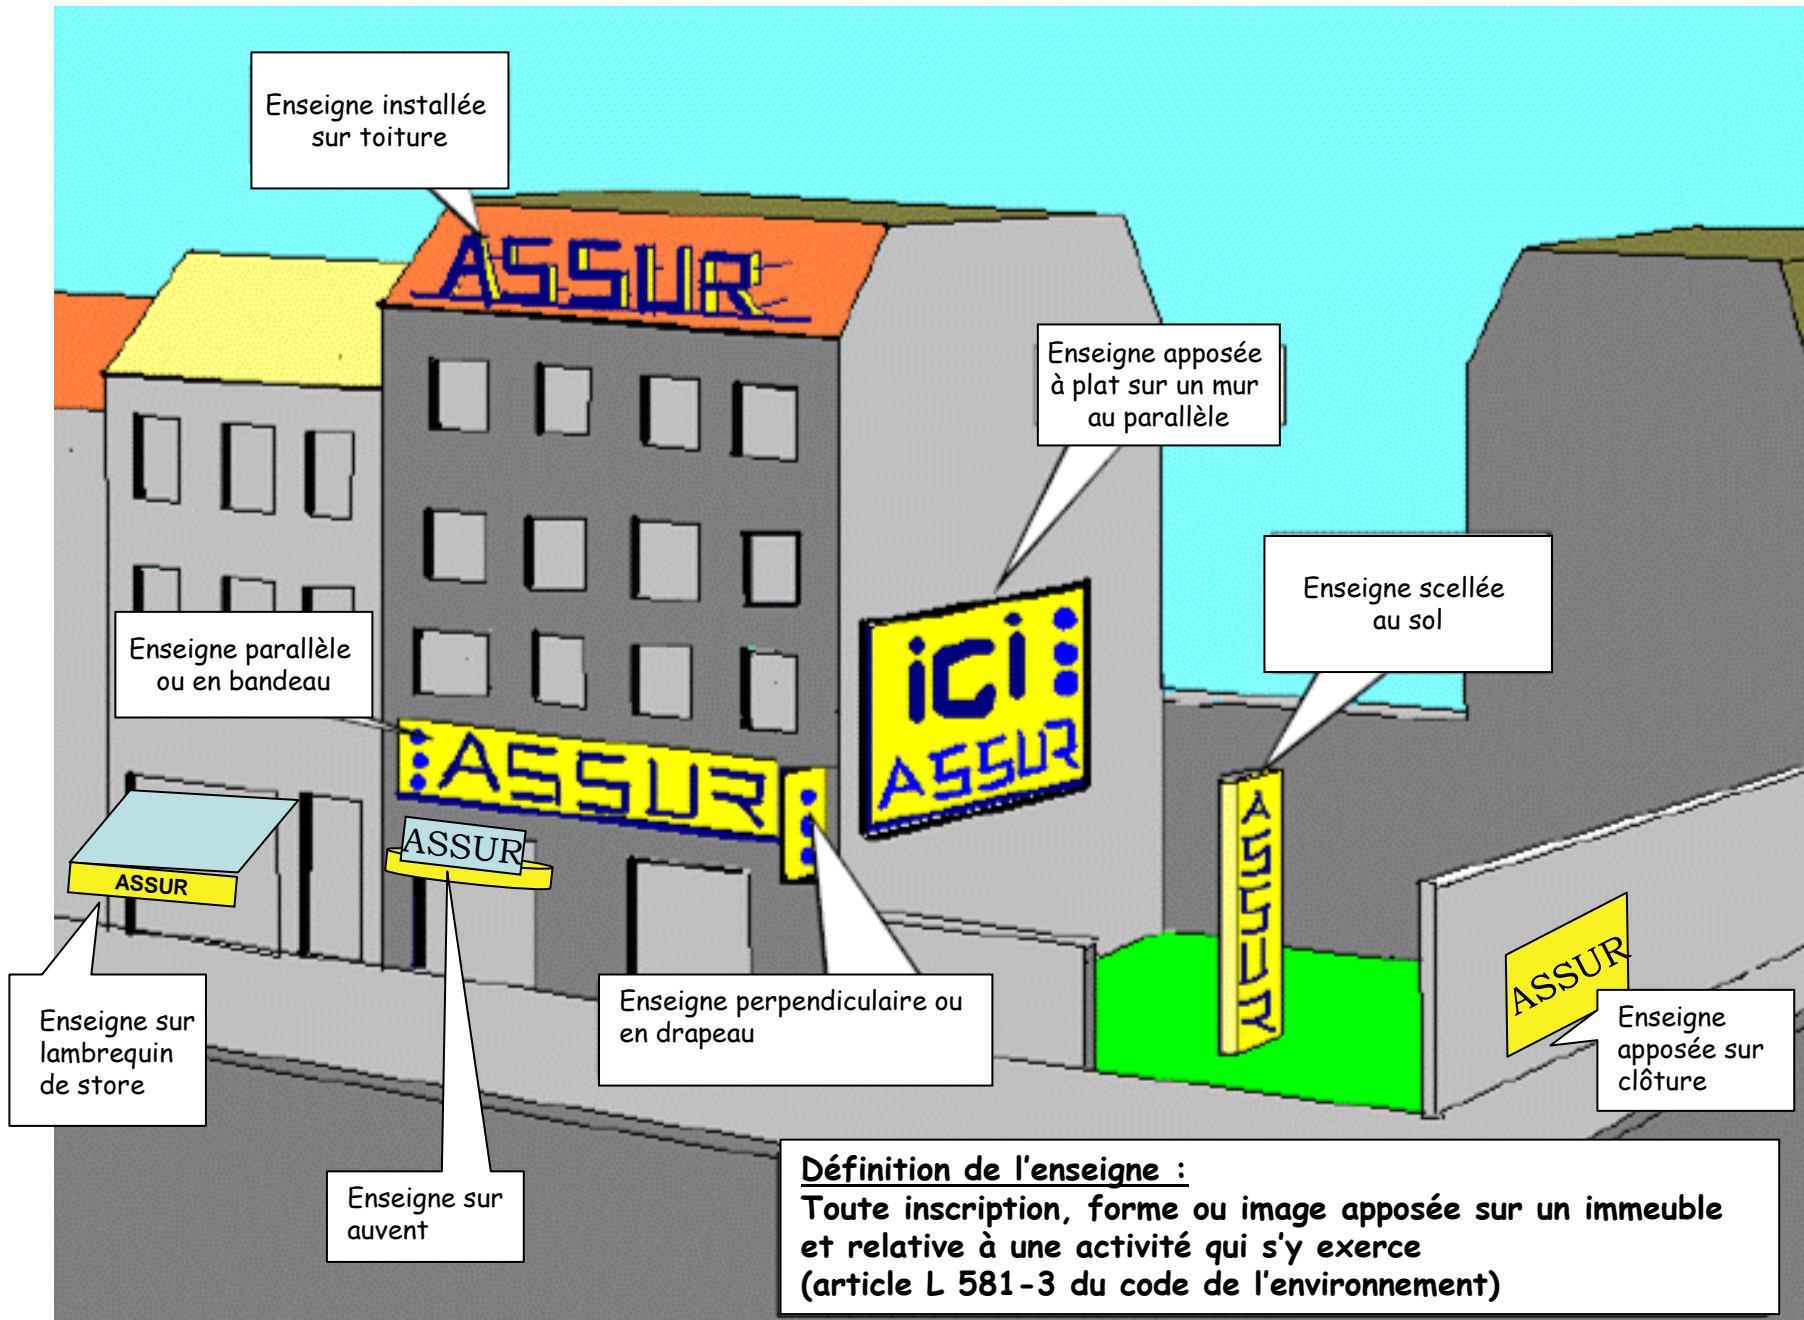 Enseigne installée
sur toiture
ASSUR
Enseigne apposée
à plat sur un mur
au parallèle
Enseigne scellée
au sol
Enseigne parallèle
ou en bandeau
iCi
ASSUR
ASSUR
ASSUR
ASSUR
ASSUR
ASSUR
Enseigne sur
lambrequin
de store
Enseigne perpendiculaire ou
en drapeau
Enseigne
apposée sur
clôture
Enseigne sur
auvent
Définition de l'enseigne :
Toute inscription, forme ou image apposée sur un immeuble
et relative à une activité qui s'y exerce
(article L 581-3 du code de l'environnement)